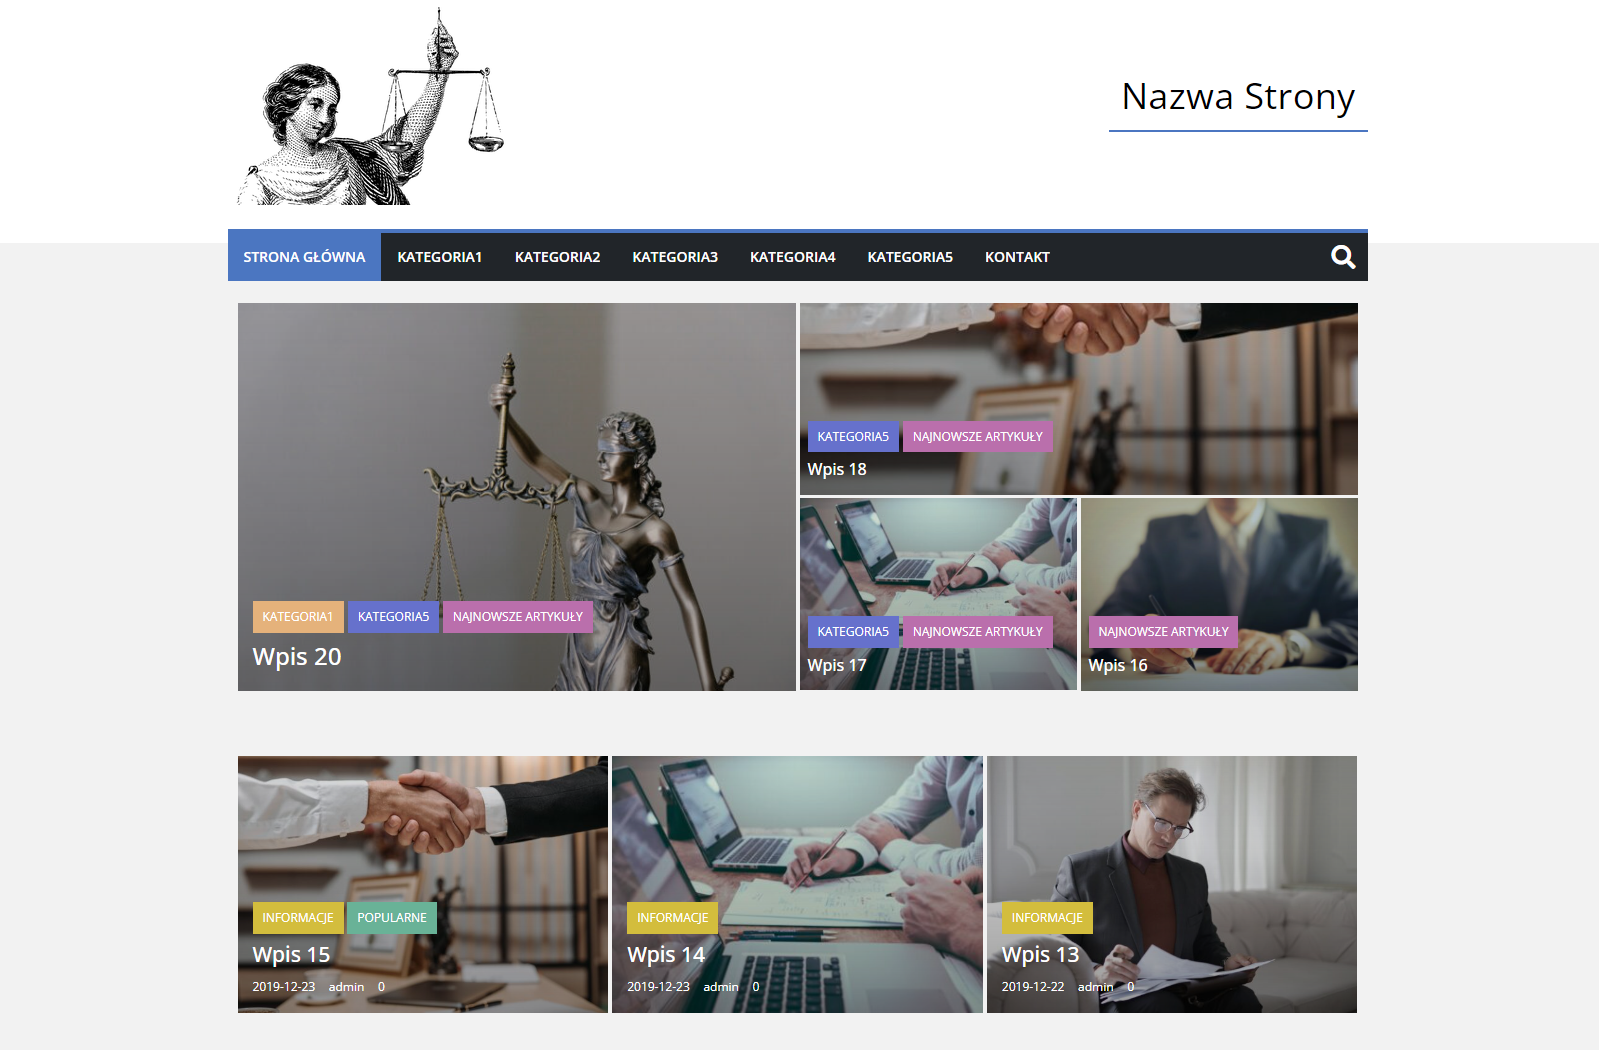 Nazwa Strony
STRONA GŁÓWNA KATEGORIA1 KATEGORIA2 KATEGORIA3 KATEGORIA4 KATEGORIA5 KONTAKT
KATEGORIA1 KATEGORIA5 NAJNOWSZE ARTYKUŁY
Wpis 20
KATEGORIA5 NAJNOWSZE ARTYKUŁY
Wpis 18
KATEGORIA5 NAJNOWSZE ARTYKUŁY
Wpis 17
NAJNOWSZE ARTYKUŁY
Wpis 16
INFORMACJE POPULARNE
Wpis 15
2019-12-23 admin 0
INFORMACJE
Wpis 14
2019-12-23 admin 0
INFORMACJE
Wpis 13
2019-12-22 admin 0